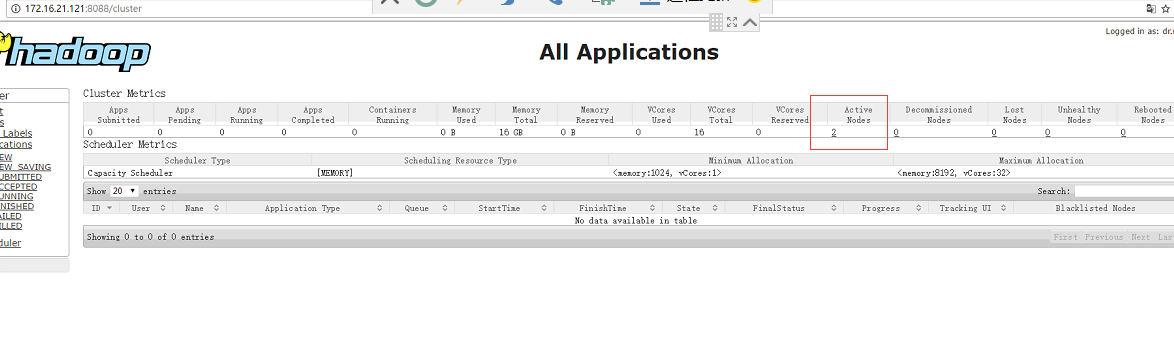 172.16.21.121:8088/cluster
Logged in as: dr.
hadoop
All Applications
Cluster Metrics
Apps Submitted Apps Pending Apps Running Apps Completed Containers Running Memory Used Memory Total Memory Reserved VCores Used VCores Total VCores Reserved Active Nodes Decommissioned Nodes Lost Nodes Unhealthy Nodes Rebooted Nodes
0 0 0 0 0 0 B 16 GB 0 B 0 16 0 2 0 0 0 0
Scheduler Metrics
Scheduler Type Scheduling Resource Type Minimum Allocation Maximum Allocation
Capacity Scheduler [MEMORY] <memory:1024, vCores:1> <memory:8192, vCores:32>
Show 20 entries Search:
ID User Name Application Type Queue StartTime FinishTime State FinalStatus Progress Tracking UI Blacklisted Nodes
No data available in table
Showing 0 to 0 of 0 entries First Previous Next Las
er
t
s
Labels
cations
EW
EW_SAVING
UBMITTED
CCEPTED
UNNING
INISHED
AILED
ILLED
duler